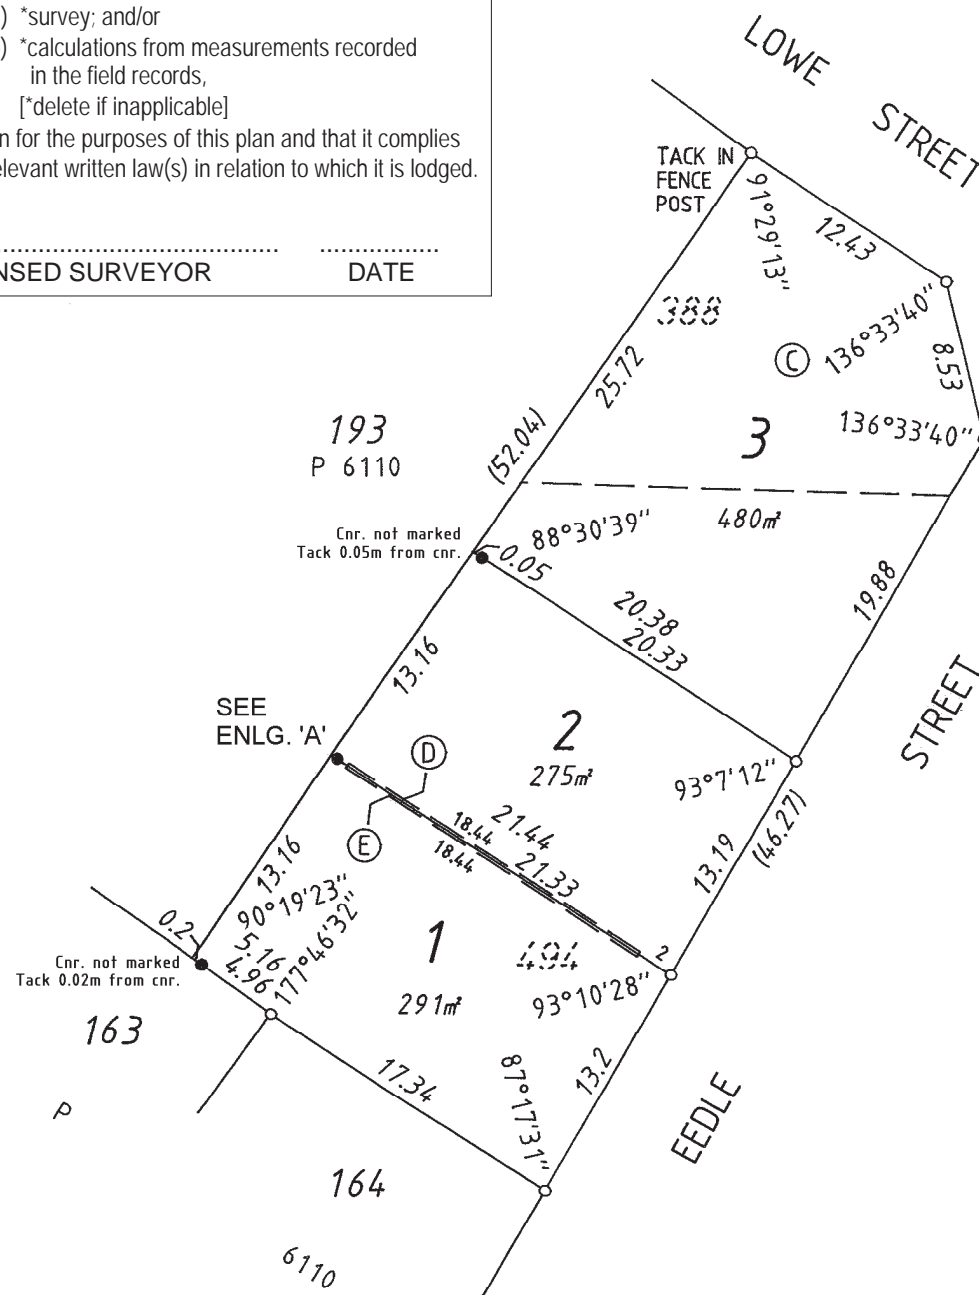 ) *survey; and/or
) *calculations from measurements recorded
in the field records,
[*delete if inapplicable]
n for the purposes of this plan and that it complies
elevant written law(s) in relation to which it is lodged.
NSED SURVEYOR
DATE
LOWE STREET
TACK IN
FENCE
POST
91°29'13"
12.43
388
136°33'40"
8.53
C
25.72
193
P 6110
(52.04)
3
136°33'40"
480m²
Cnr. not marked
Tack 0.05m from cnr.
88°30'39"
0.05
20.38
20.33
19.88
13.16
SEE
ENLG. 'A'
D
2
275m²
93°7'12"
STREET
E
18.44
21.44
18.44
21.33
13.19
(46.27)
13.16
90°19'23"
177°46'32"
0.2
5.16
4.96
1
494
2
Cnr. not marked
Tack 0.02m from cnr.
291m²
93°10'28"
163
17.34
87°17'31"
13.2
P
EEDLE
164
6110